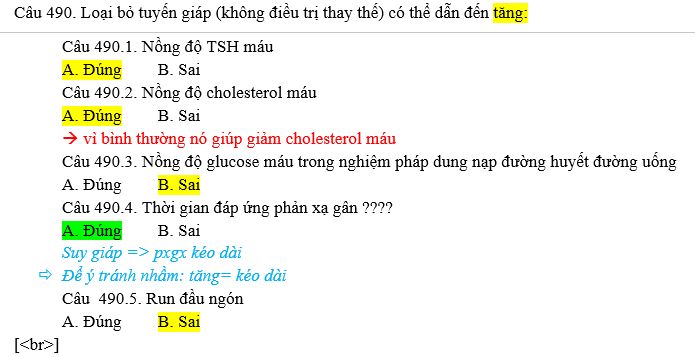 Câu 490. Loại bỏ tuyến giáp (không điều trị thay thế) có thể dẫn đến tăng:
Câu 490.1. Nồng độ TSH máu
A. Đúng B. Sai
Câu 490.2. Nồng độ cholesterol máu
A. Đúng B. Sai
→ vì bình thường nó giúp giảm cholesterol máu
Câu 490.3. Nồng độ glucose máu trong nghiệm pháp dung nạp đường huyết đường uống
A. Đúng B. Sai
Câu 490.4. Thời gian đáp ứng phản xạ gân ????
A. Đúng B. Sai
Suy giáp => pxgx kéo dài
⇨ Để ý tránh nhầm: tăng= kéo dài
Câu 490.5. Run đầu ngón
A. Đúng B. Sai
[<br>]